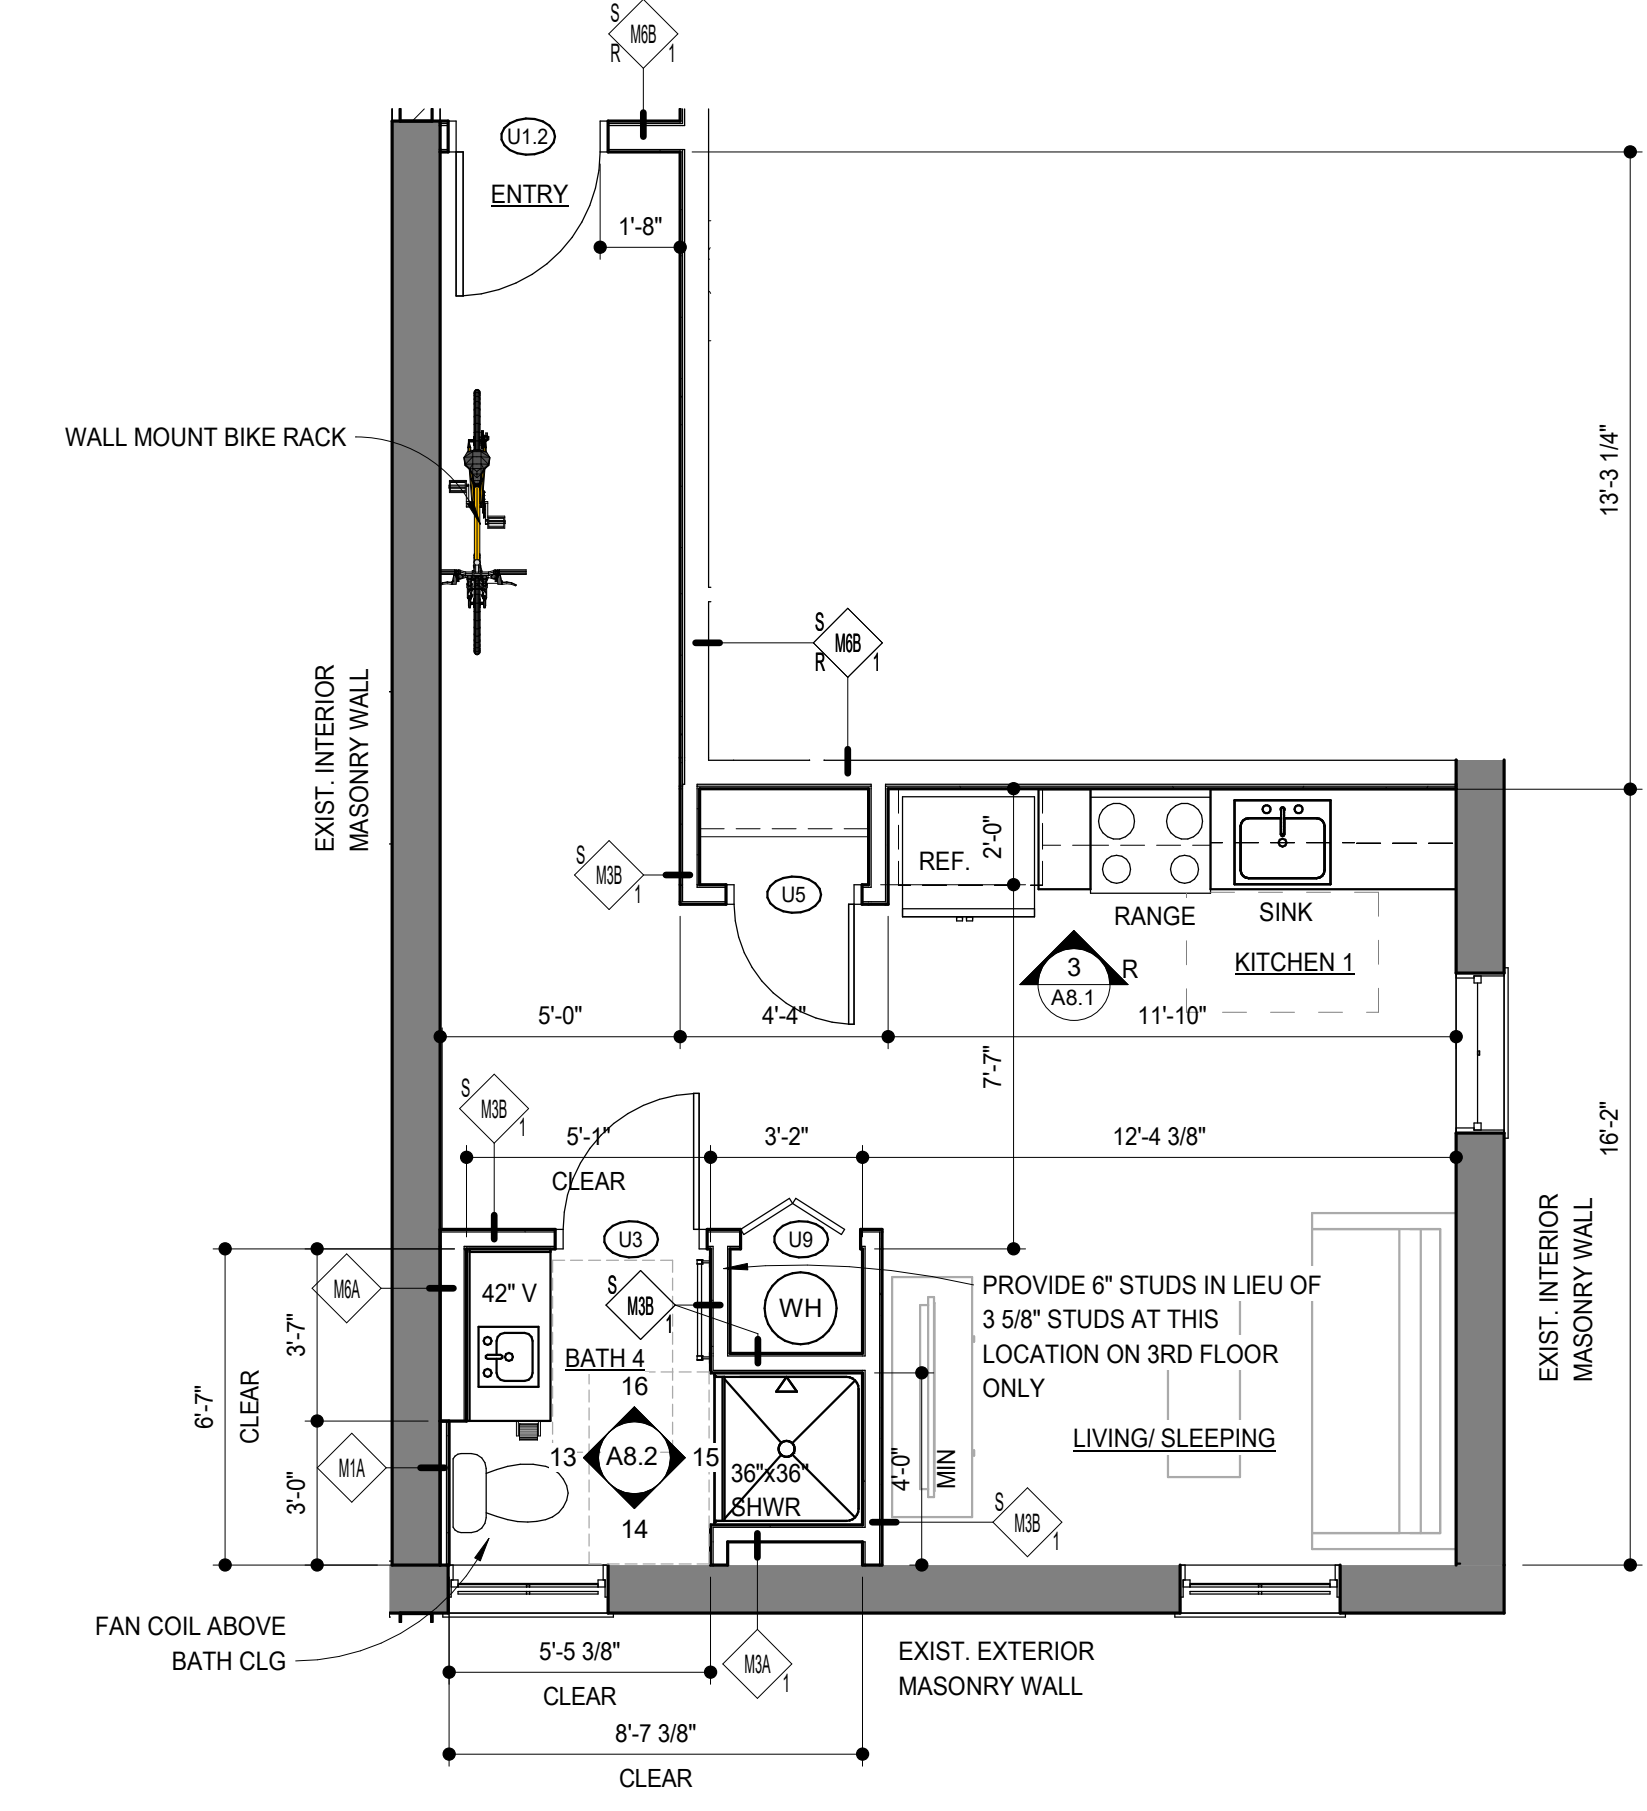 S
M6B
R
1
U1.2
ENTRY
1'-8"
WALL MOUNT BIKE RACK
13'-3 1/4"
EXIST. INTERIOR
MASONRY WALL
S
M6B
R
1
S
M3B
1
U5
REF.
2'-0"
RANGE
SINK
KITCHEN 1
3
R
A8.1
5'-0"
4'-4"
11'-10"
7'-7"
16'-2"
S
M3B
1
5'-1"
CLEAR
3'-2"
12'-4 3/8"
EXIST. INTERIOR
MASONRY WALL
U3
U9
M6A
42" V
S
M3B
1
WH
PROVIDE 6" STUDS IN LIEU OF
3 5/8" STUDS AT THIS
LOCATION ON 3RD FLOOR
ONLY
3'-7"
6'-7"
CLEAR
BATH 4
16
13
A8.2
15
14
36"x36"
SHWR
4'-0"
MIN
LIVING/ SLEEPING
M1A
3'-0"
S
M3B
1
FAN COIL ABOVE
BATH CLG
5'-5 3/8"
CLEAR
M3A
1
EXIST. EXTERIOR
MASONRY WALL
8'-7 3/8"
CLEAR